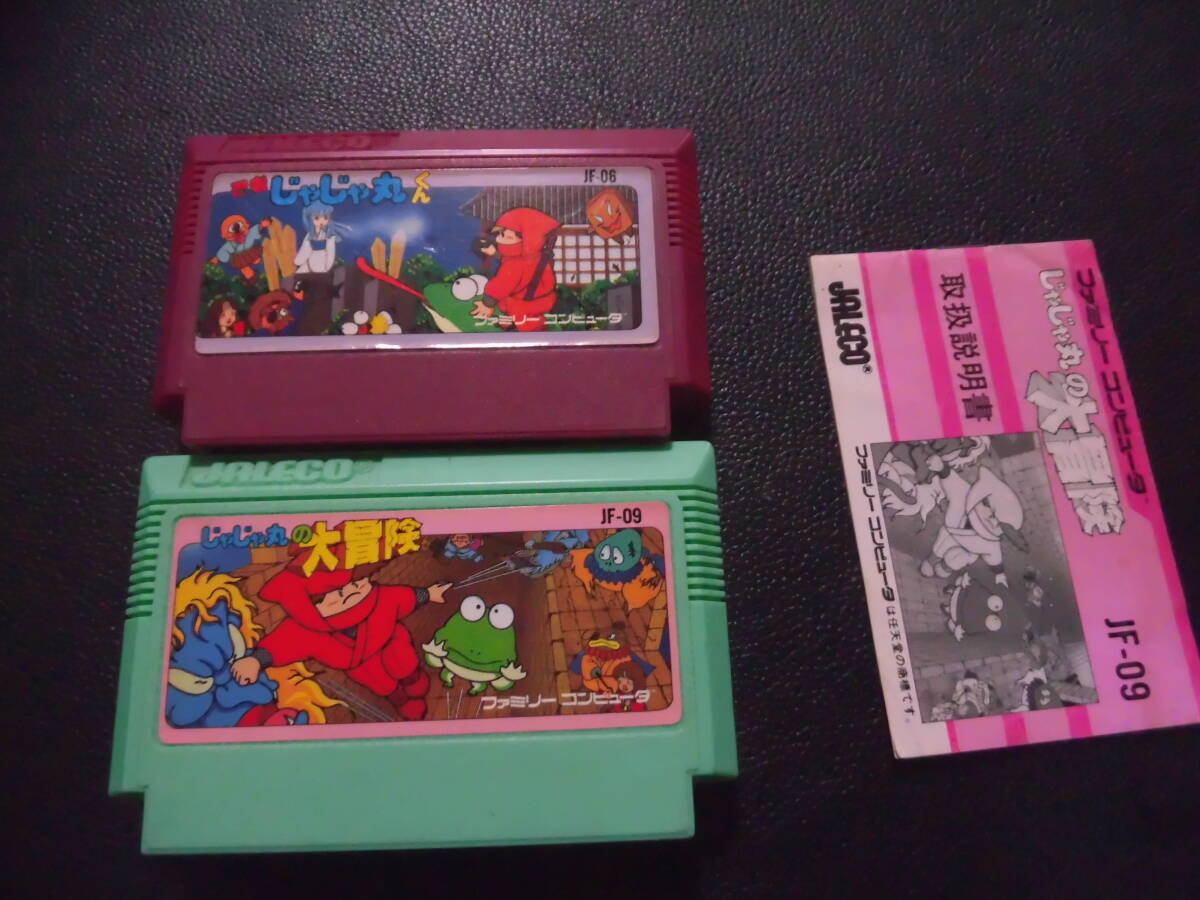 JALECO
忍者じゃじゃ丸くん
JF-06
ファミリー コンピュータ
JALECO
じゃじゃ丸の大冒険
JF-09
ファミリー コンピュータ
ファミリー コンピュータ
じゃじゃ丸の大冒険
取扱説明書
JALECO®
JF-09
ファミリー コンピュータは任天堂の商標です。